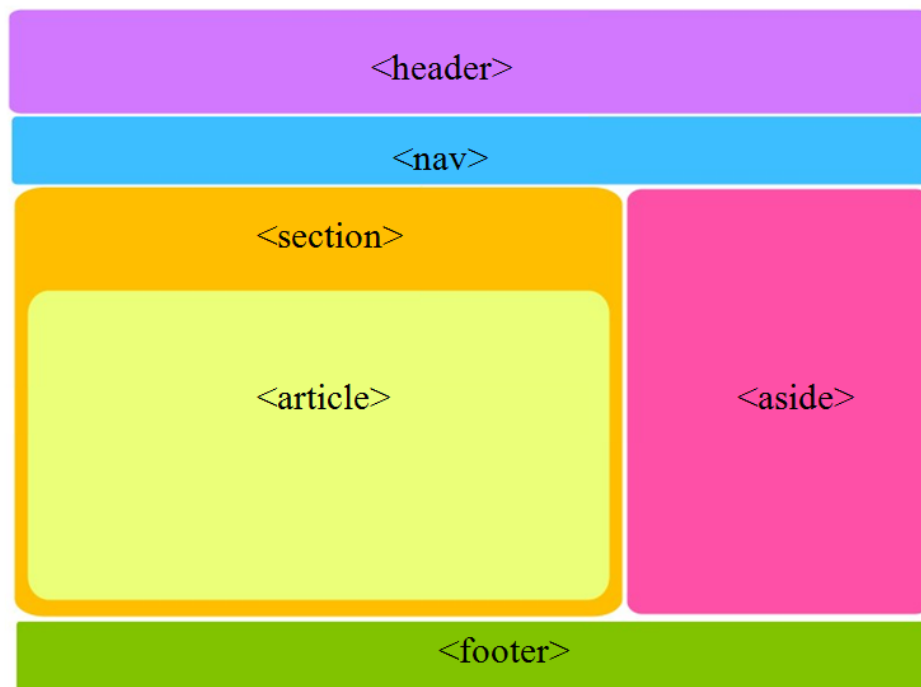 <header>
<nav>
<section>
<article>
<aside>
<footer>